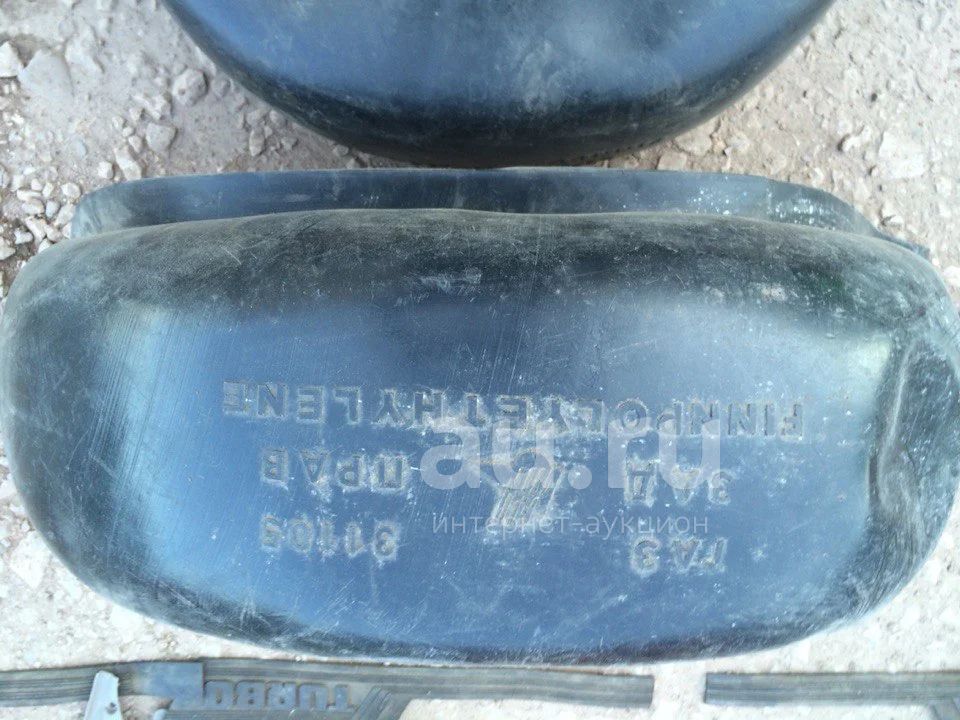 ГАЗ 31105
ЗАД ПРАВ
FINNPOLYETHYLENE
au.ru
интернет-аукцион
TURBO